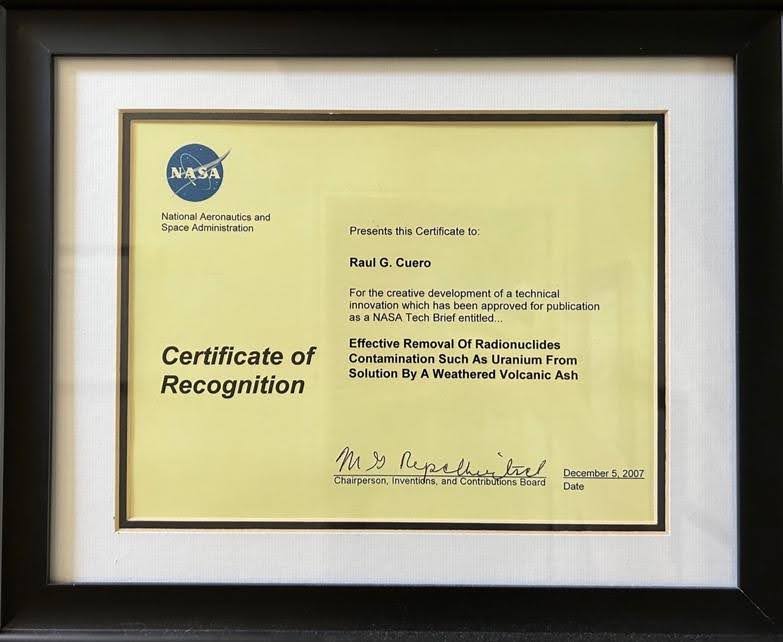 NASA
National Aeronautics and
Space Administration
Presents this Certificate to:
Raul G. Cuero
For the creative development of a technical
innovation which has been approved for publication
as a NASA Tech Brief entitled...
Effective Removal Of Radionuclides
Contamination Such As Uranium From
Solution By A Weathered Volcanic Ash
Certificate of
Recognition
Chairperson, Inventions, and Contributions Board
December 5, 2007
Date